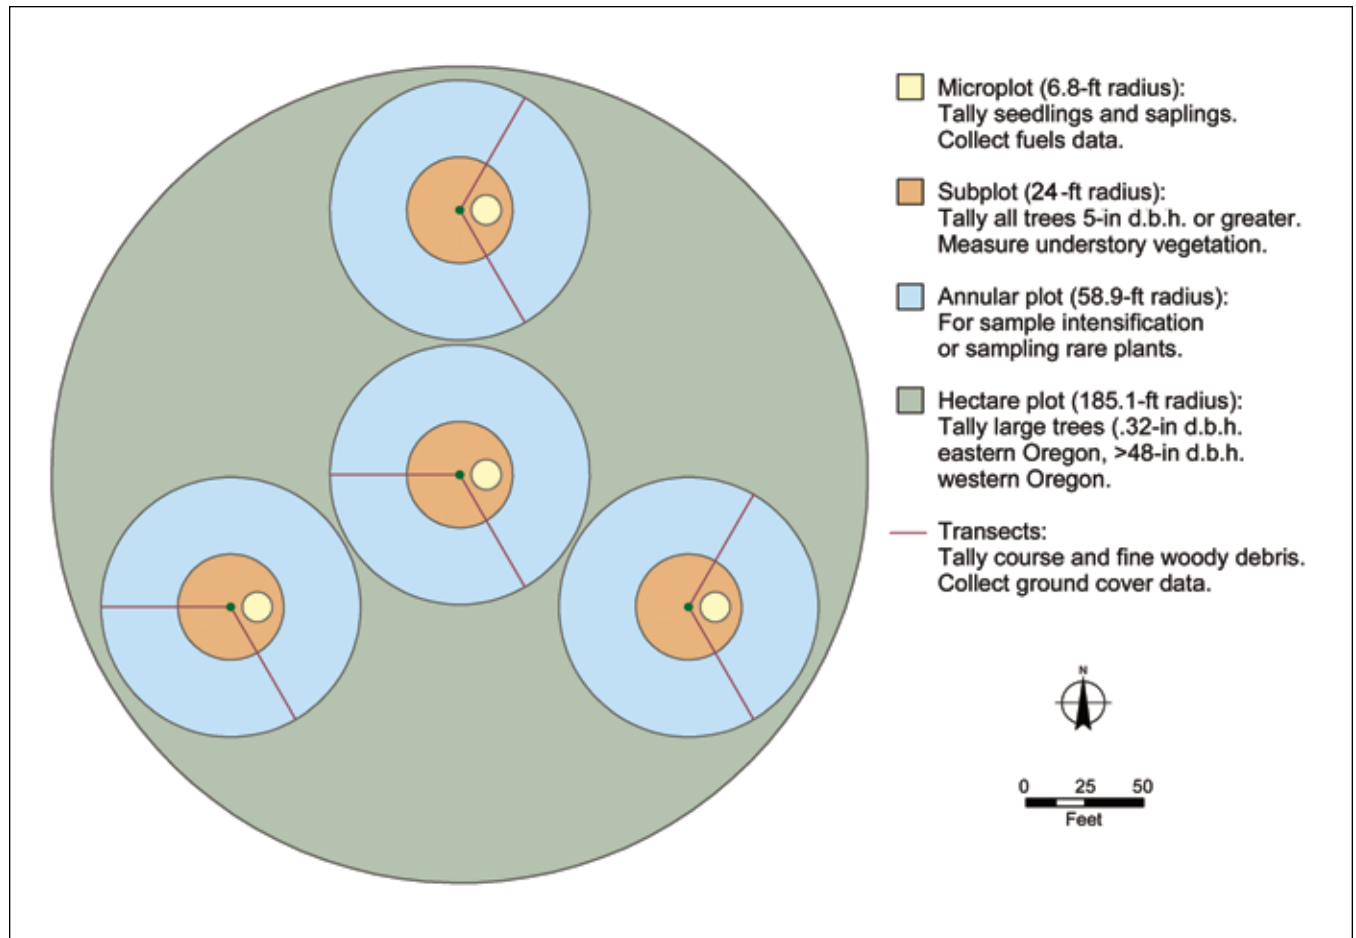 Microplot (6.8-ft radius):
Tally seedlings and saplings.
Collect fuels data.
Subplot (24-ft radius):
Tally all trees 5-in d.b.h. or greater.
Measure understory vegetation.
Annular plot (58.9-ft radius):
For sample intensification
or sampling rare plants.
Hectare plot (185.1-ft radius):
Tally large trees (.32-in d.b.h.
eastern Oregon, >48-in d.b.h.
western Oregon.
Transects:
Tally course and fine woody debris.
Collect ground cover data.
N
0 25 50
Feet